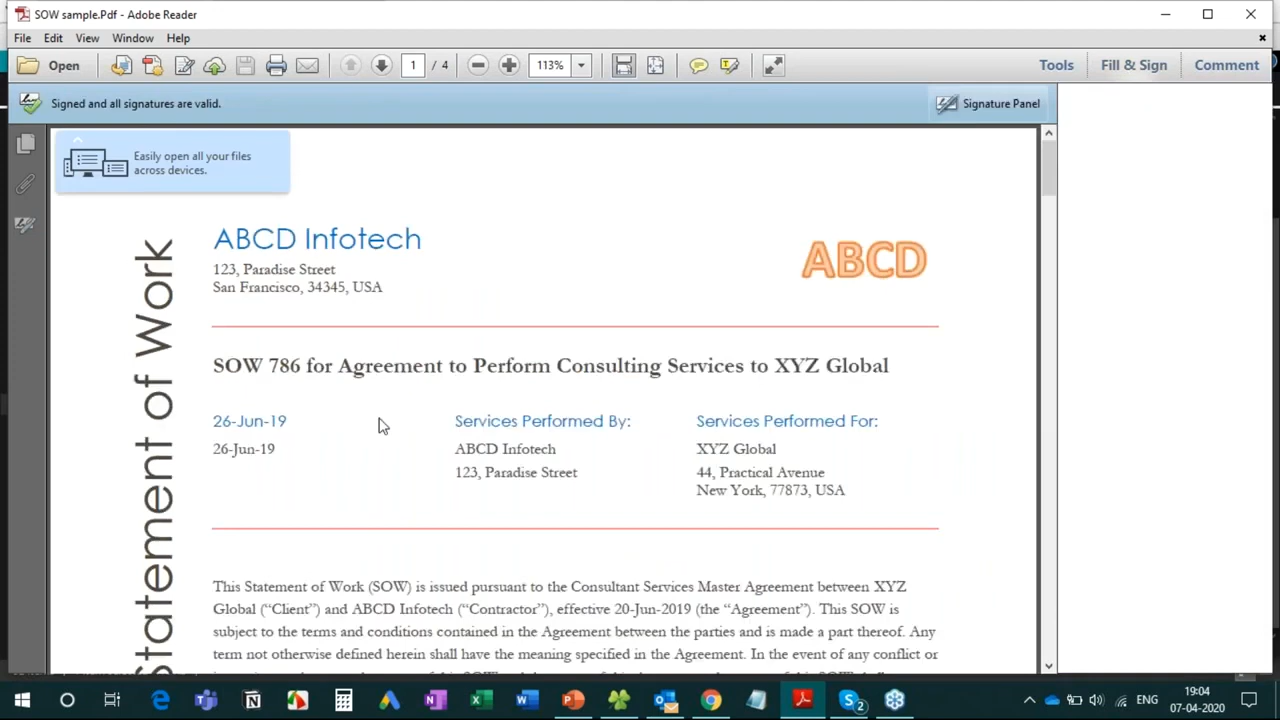 SOW sample.Pdf - Adobe Reader
File Edit View Window Help
Open 1 / 4 113% Tools Fill & Sign Comment
Signed and all signatures are valid. Signature Panel
Easily open all your files
across devices.
Statement of Work
ABCD Infotech
ABCD
123, Paradise Street
San Francisco, 34345, USA
SOW 786 for Agreement to Perform Consulting Services to XYZ Global
26-Jun-19 Services Performed By: Services Performed For:
26-Jun-19 ABCD Infotech XYZ Global
123, Paradise Street 44, Practical Avenue
New York, 77873, USA
This Statement of Work (SOW) is issued pursuant to the Consultant Services Master Agreement between XYZ
Global (“Client”) and ABCD Infotech (“Contractor”), effective 20-Jun-2019 (the “Agreement”). This SOW is
subject to the terms and conditions contained in the Agreement between the parties and is made a part thereof. Any
term not otherwise defined herein shall have the meaning specified in the Agreement. In the event of any conflict or
ENG
19:04
07-04-2020